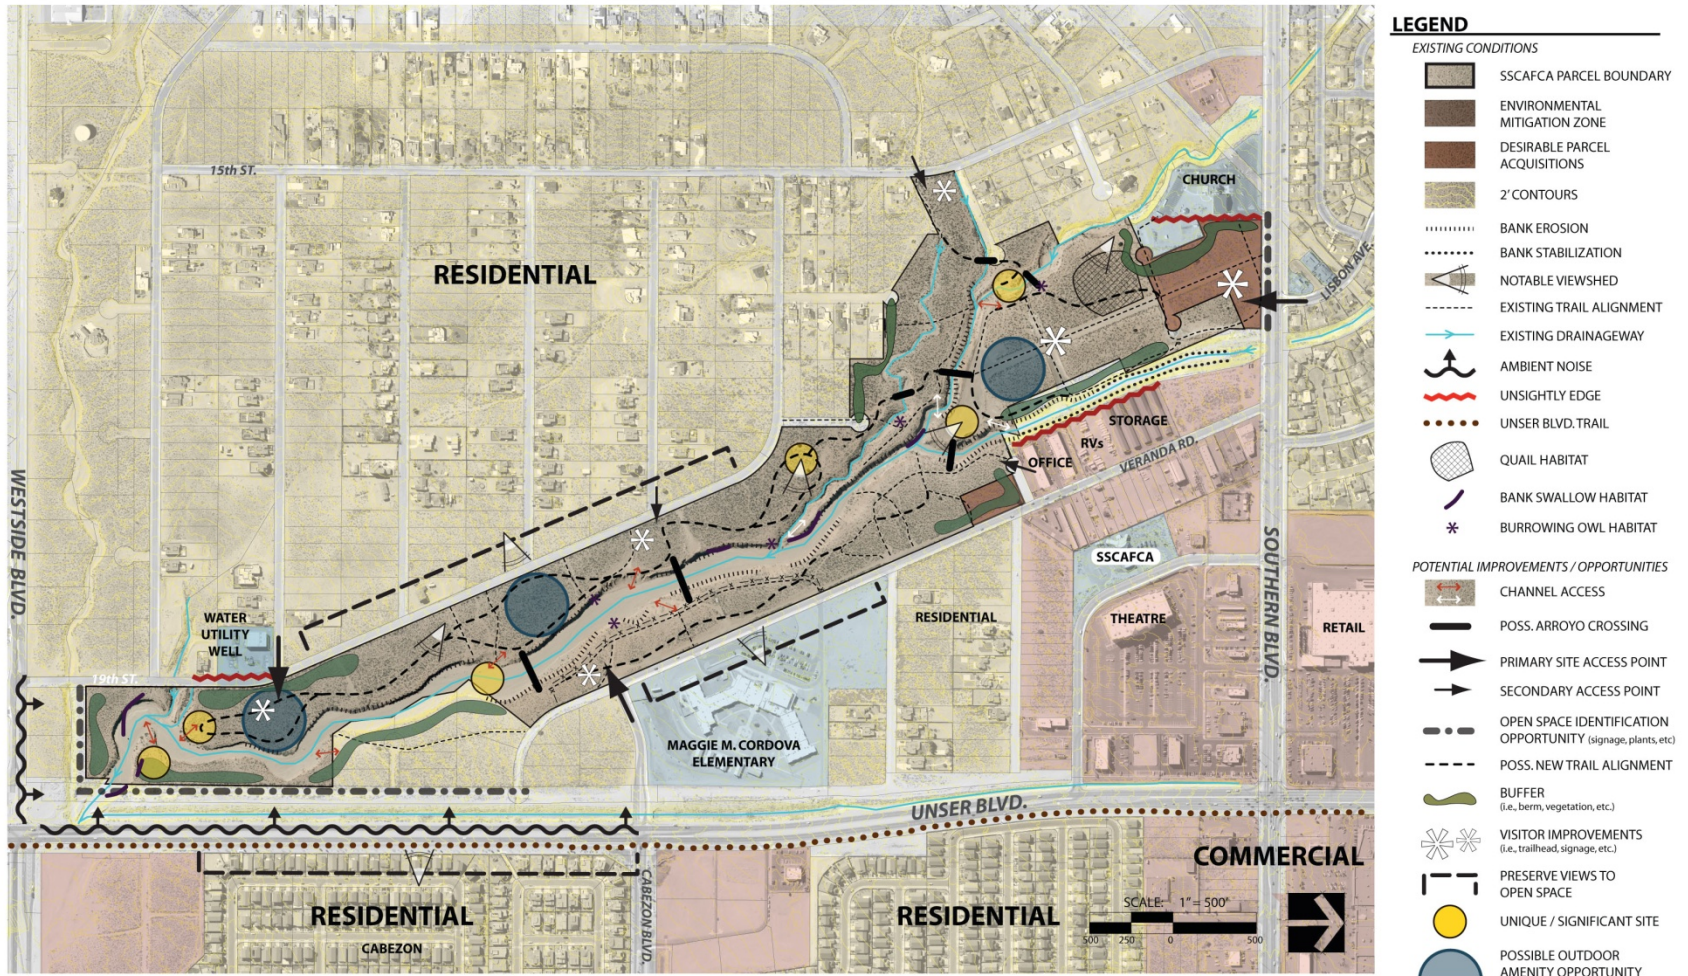 15th ST.
CHURCH
LISBON AVE.
RESIDENTIAL
STORAGE
RVs
OFFICE
VERANDA RD.
WESTSIDE BLVD.
SSCAFCA
SOUTHERN BLVD.
WATER
UTILITY
WELL
RESIDENTIAL
THEATRE
RETAIL
19th ST.
MAGGIE M. CORDOVA
ELEMENTARY
UNSER BLVD.
COMMERCIAL
CABEZON BLVD.
RESIDENTIAL
CABEZON
RESIDENTIAL
SCALE: 1" = 500'
500 250 0 500
LEGEND
EXISTING CONDITIONS
SSCAFCA PARCEL BOUNDARY
ENVIRONMENTAL
MITIGATION ZONE
DESIRABLE PARCEL
ACQUISITIONS
2' CONTOURS
BANK EROSION
BANK STABILIZATION
NOTABLE VIEWSHED
EXISTING TRAIL ALIGNMENT
EXISTING DRAINAGEWAY
AMBIENT NOISE
UNSIGHTLY EDGE
UNSER BLVD. TRAIL
QUAIL HABITAT
BANK SWALLOW HABITAT
BURROWING OWL HABITAT
POTENTIAL IMPROVEMENTS / OPPORTUNITIES
CHANNEL ACCESS
POSS. ARROYO CROSSING
PRIMARY SITE ACCESS POINT
SECONDARY ACCESS POINT
OPEN SPACE IDENTIFICATION
OPPORTUNITY (signage, plants, etc)
POSS. NEW TRAIL ALIGNMENT
BUFFER
(i.e., berm, vegetation, etc.)
VISITOR IMPROVEMENTS
(i.e., trailhead, signage, etc.)
PRESERVE VIEWS TO
OPEN SPACE
UNIQUE / SIGNIFICANT SITE
POSSIBLE OUTDOOR
AMENITY OPPORTUNITY